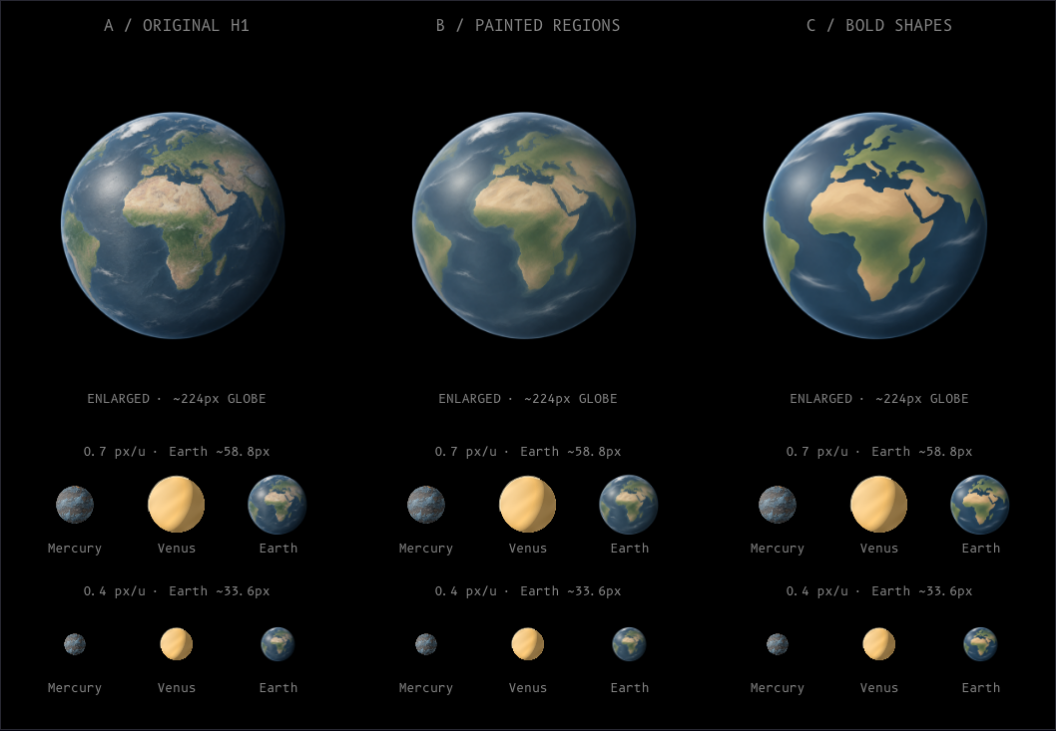 A / ORIGINAL H1
B / PAINTED REGIONS
C / BOLD SHAPES
ENLARGED · ~224px GLOBE
ENLARGED · ~224px GLOBE
ENLARGED · ~224px GLOBE
0.7 px/u · Earth ~58.8px
0.7 px/u · Earth ~58.8px
0.7 px/u · Earth ~58.8px
Mercury Venus Earth
Mercury Venus Earth
Mercury Venus Earth
0.4 px/u · Earth ~33.6px
0.4 px/u · Earth ~33.6px
0.4 px/u · Earth ~33.6px
Mercury Venus Earth
Mercury Venus Earth
Mercury Venus Earth